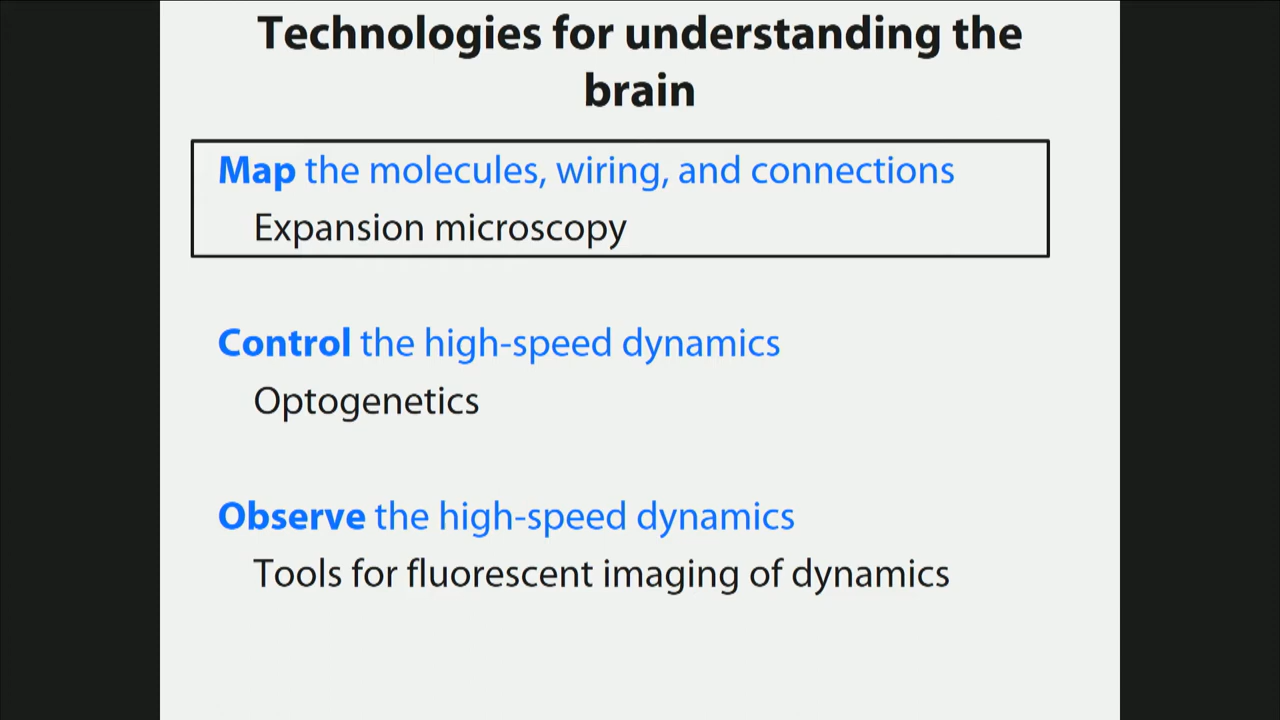 Technologies for understanding the
brain
Map the molecules, wiring, and connections
Expansion microscopy
Control the high-speed dynamics
Optogenetics
Observe the high-speed dynamics
Tools for fluorescent imaging of dynamics